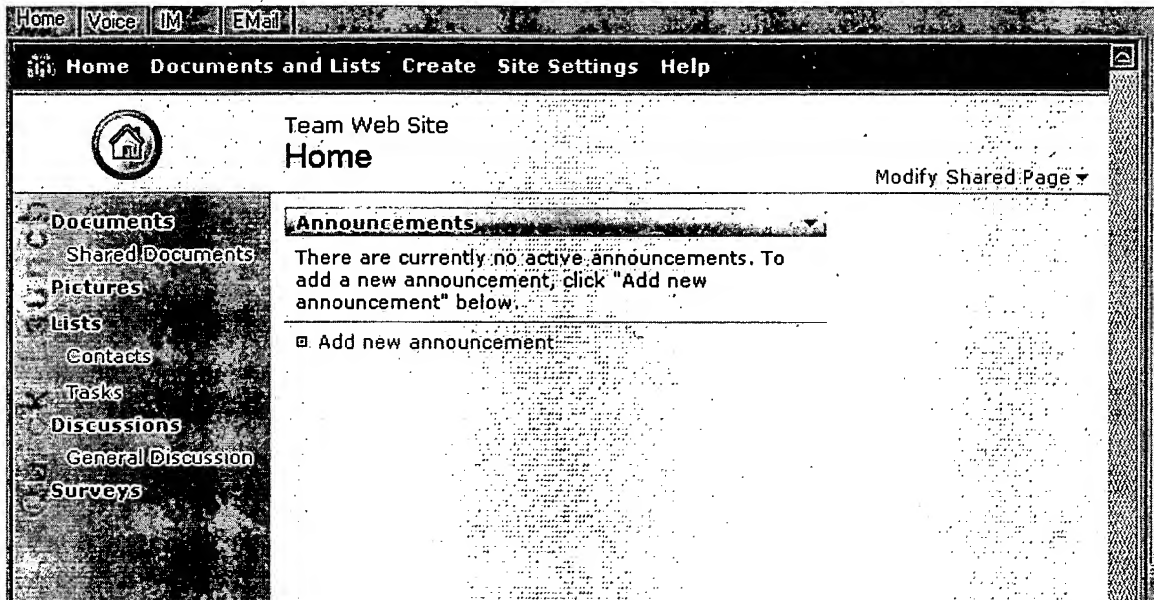 Home Voice IM EMail
Home Documents and Lists Create Site Settings Help
Team Web Site
Home
Modify Shared Page
Documents
Shared Documents
Pictures
Lists
Contacts
Tasks
Discussions
General Discussion
Surveys
Announcements
There are currently no active announcements. To
add a new announcement, click "Add new
announcement" below.
Add new announcement